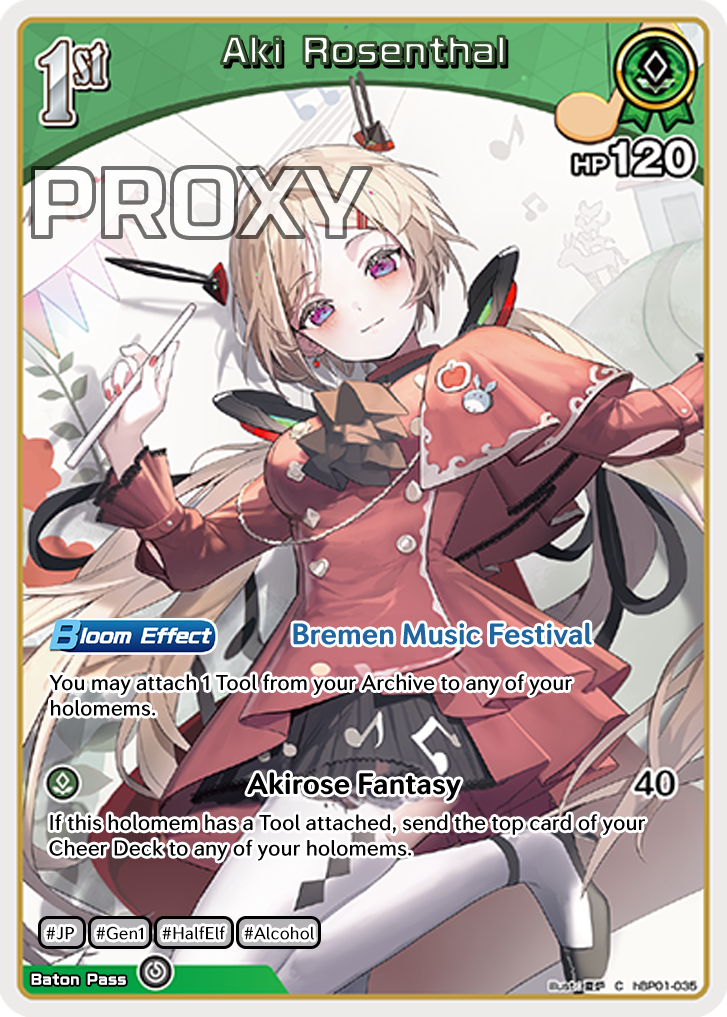 1st
Aki Rosenthal
HP120
PROXY
Bloom Effect
Bremen Music Festival
You may attach 1 Tool from your Archive to any of your
holomems.
Akirose Fantasy
40
If this holomem has a Tool attached, send the top card of your
Cheer Deck to any of your holomems.
#JP #Gen1 #HalfElf #Alcohol
Baton Pass
C hBP01-035